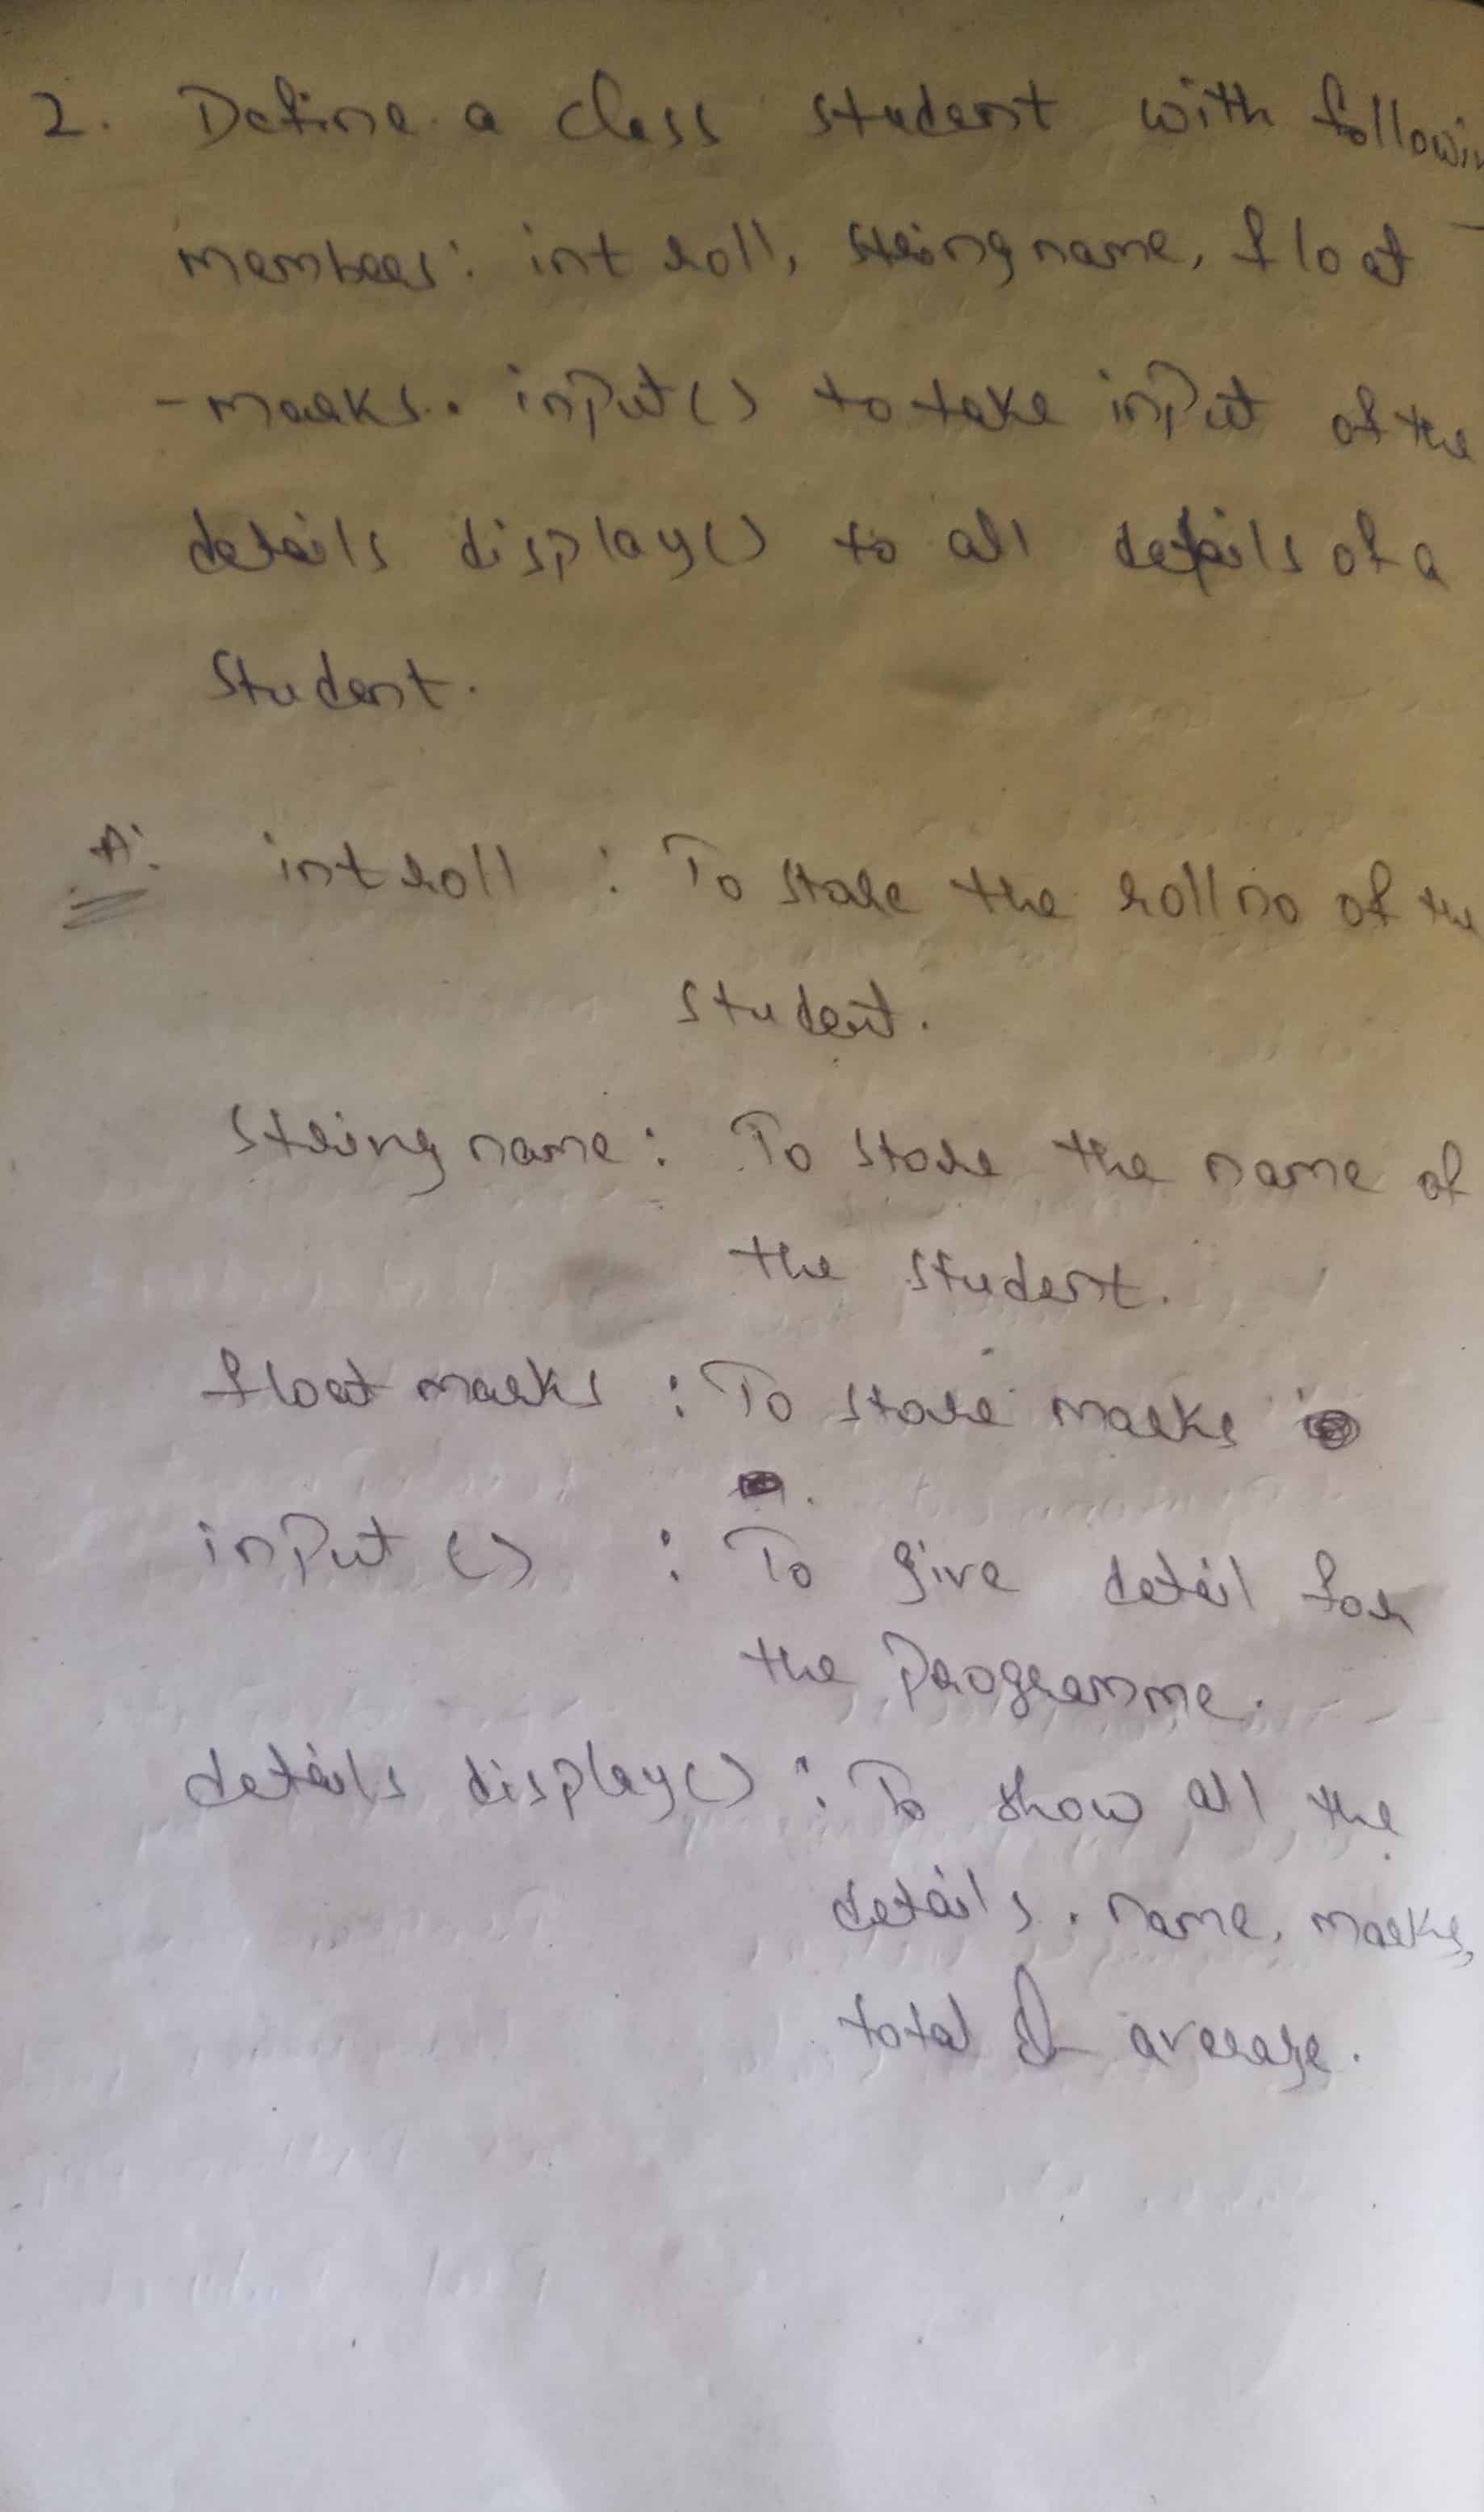 2. Define a class student with followin
members: int roll, string name, float
- marks. input() to take input of the
details display() to all details of a
student.
A: int roll : To store the roll no of the
student.
string name: To store the name of
the student.
float marks : To store marks
input () : To give detail for
the programme.
details display() : To show all the
details. name, marks,
total & average.